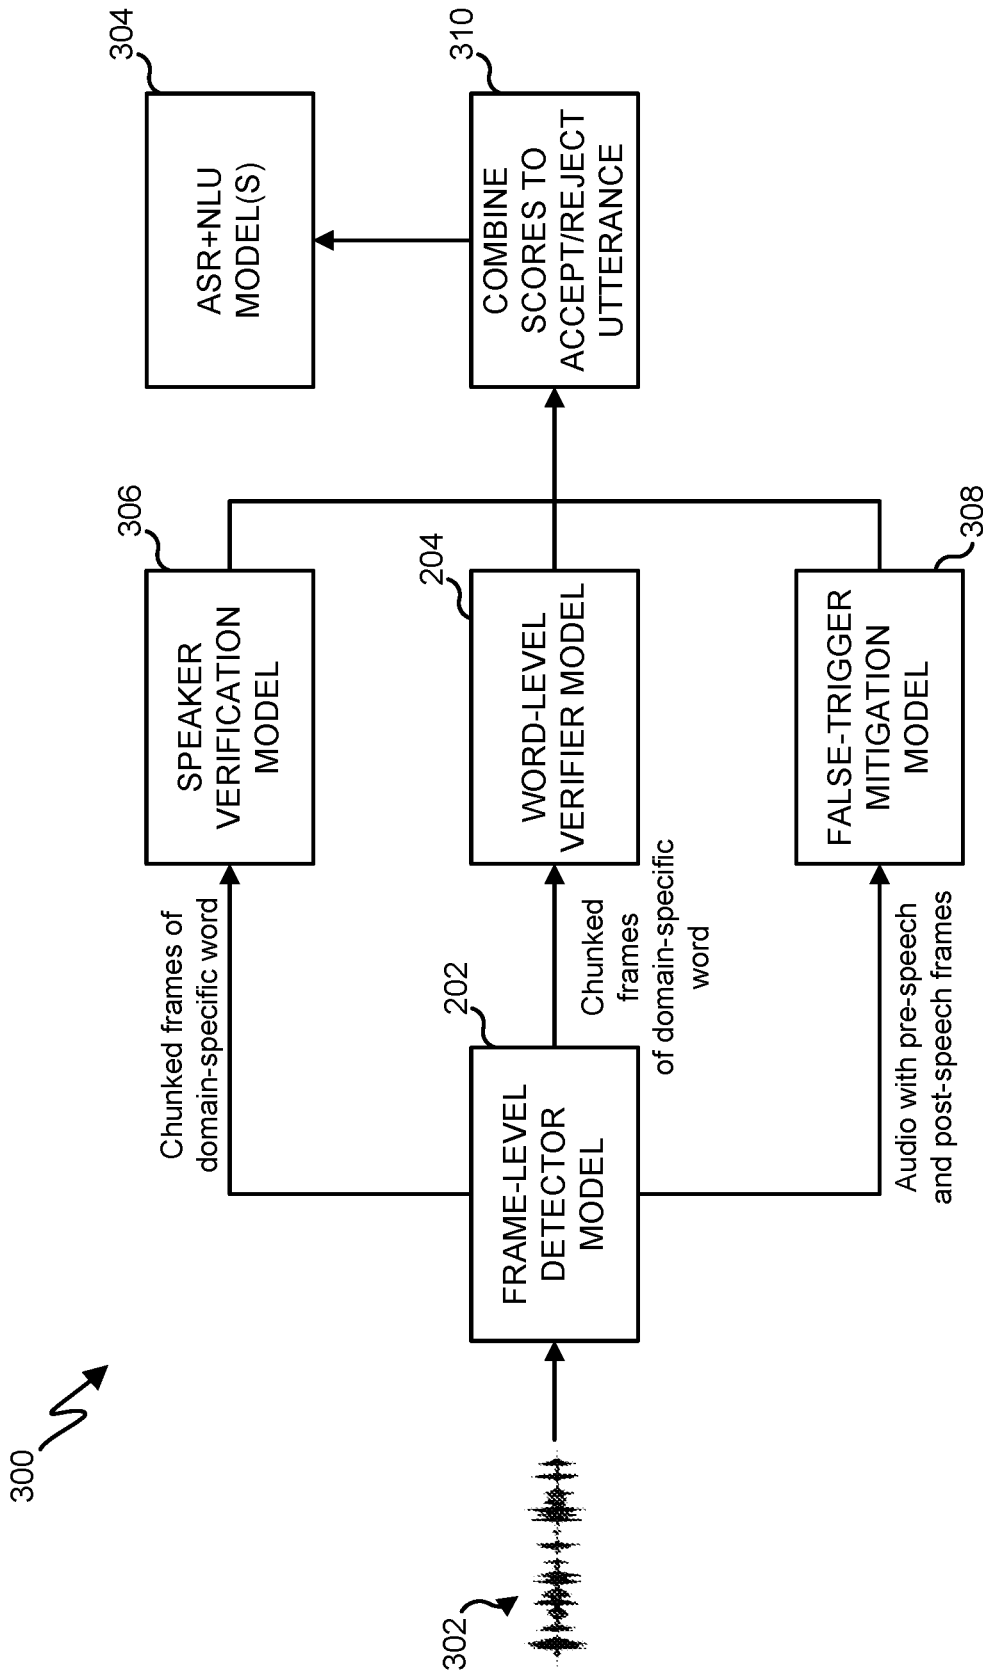 300
302
FRAME-LEVEL
DETECTOR
MODEL
202
Chunked frames of
domain-specific word
Chunked
frames
of domain-specific
word
Audio with pre-speech
and post-speech frames
SPEAKER
VERIFICATION
MODEL
306
WORD-LEVEL
VERIFIER MODEL
204
FALSE-TRIGGER
MITIGATION
MODEL
308
COMBINE
SCORES TO
ACCEPT/REJECT
UTTERANCE
310
ASR+NLU
MODEL(S)
304